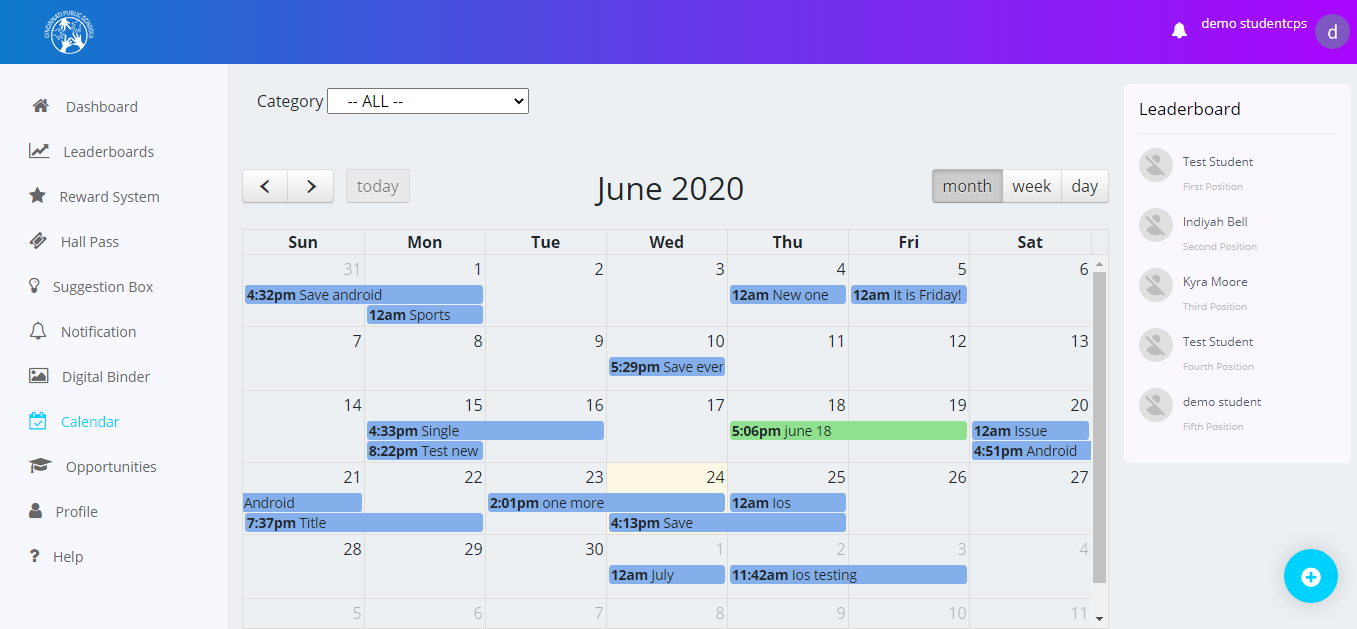 CINCINNATI PUBLIC SCHOOLS
demo studentcps
d
Dashboard
Leaderboards
Reward System
Hall Pass
Suggestion Box
Notification
Digital Binder
Calendar
Opportunities
Profile
Help
Category -- ALL --
today
June 2020
month week day
Sun Mon Tue Wed Thu Fri Sat
31 1 2 3 4 5 6
4:32pm Save android 12am New one 12am It is Friday!
12am Sports
7 8 9 10 11 12 13
5:29pm Save ever
14 15 16 17 18 19 20
4:33pm Single 5:06pm june 18 12am Issue
8:22pm Test new 4:51pm Android
21 22 23 24 25 26 27
Android 2:01pm one more 12am Ios
7:37pm Title 4:13pm Save
28 29 30 1 2 3 4
12am July 11:42am Ios testing
5 6 7 8 9 10 11
Leaderboard
Test Student
First Position
Indiyah Bell
Second Position
Kyra Moore
Third Position
Test Student
Fourth Position
demo student
Fifth Position